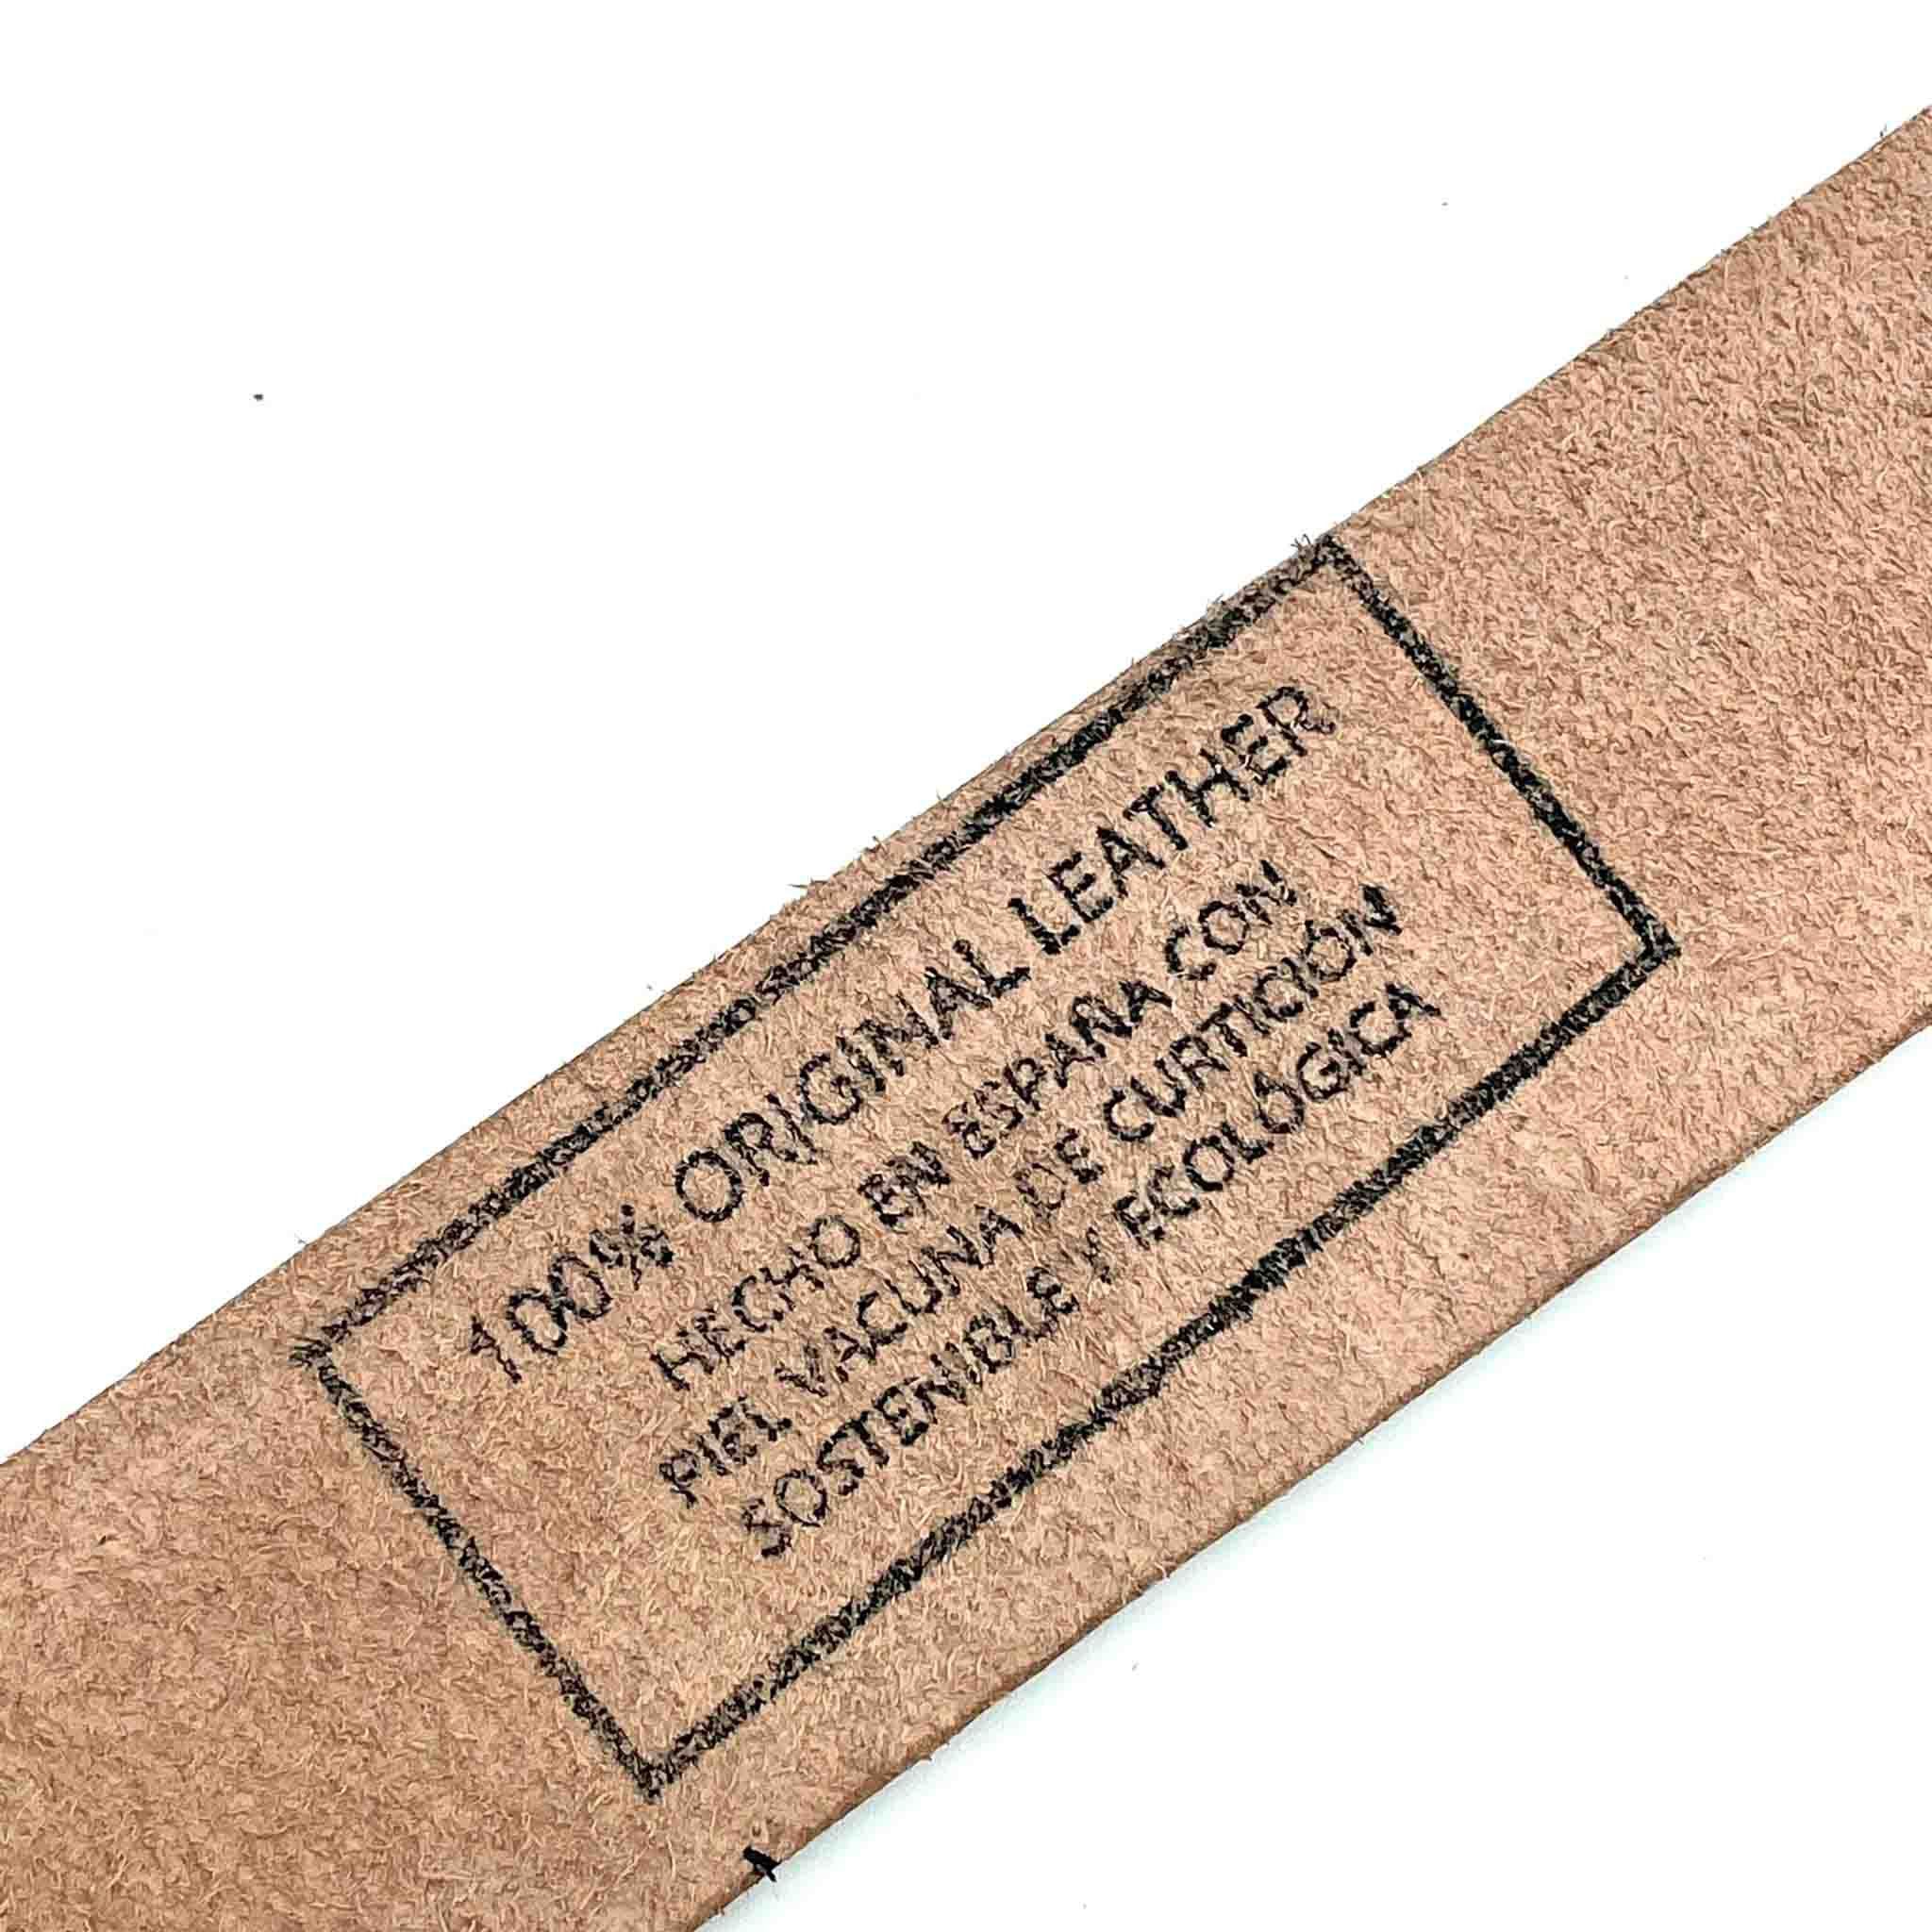 100% ORIGINAL LEATHER
HECHO EN ESPAÑA CON
PIEL VACUNA DE CURTICIÓN
SOSTENIBLE Y ECOLÓGICA